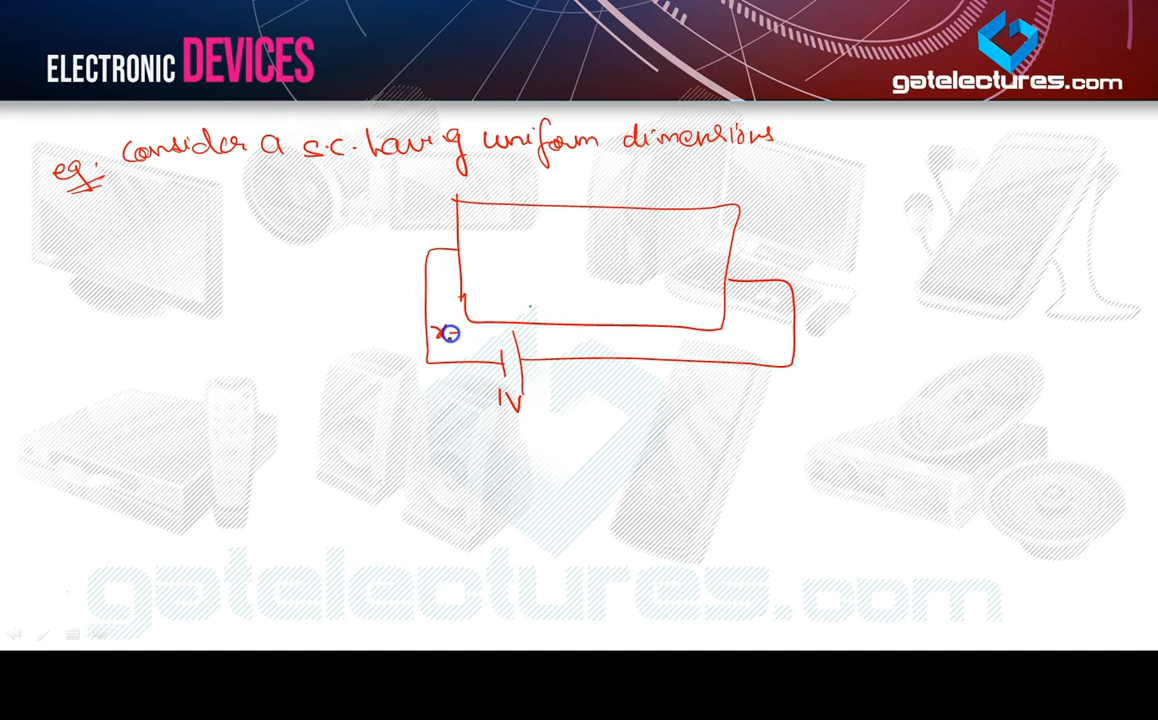 ELECTRONIC DEVICES
gatelectures.com
eg: Consider a s.c. having uniform dimensions
x=
1V
gatelectures.com